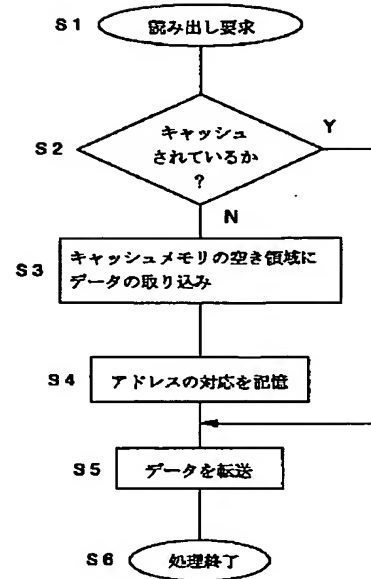 S1 読み出し要求
S2 キャッシュ
されているか
?
Y
N
S3 キャッシュメモリの空き領域に
データの取り込み
S4 アドレスの対応を記憶
S5 データを転送
S6 処理終了